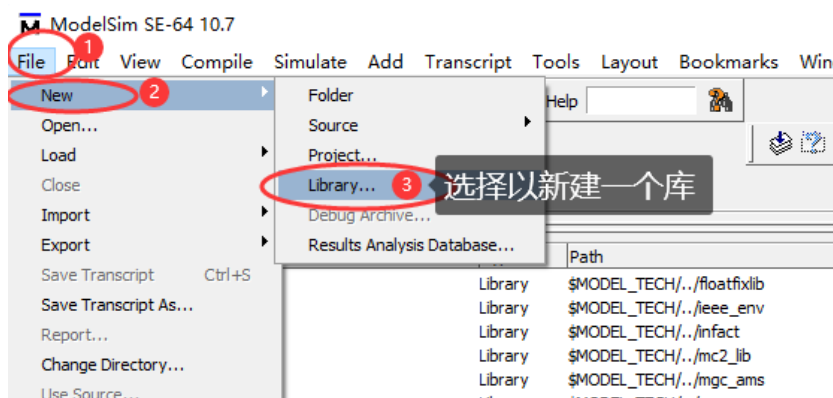 ModelSim SE-64 10.7
File Edit View Compile Simulate Add Transcript Tools Layout Bookmarks
1
New 2
Folder
Help
Open...
Source
Load
Project...
Close
Library... 3 选择以新建一个库
Import
Debug Archive...
Export
Results Analysis Database...
Path
Save Transcript Ctrl+S
Library $MODEL_TECH/../floatfixlib
Save Transcript As...
Library $MODEL_TECH/../ieee_env
Report...
Library $MODEL_TECH/../infact
Library $MODEL_TECH/../mc2_lib
Change Directory...
Library $MODEL_TECH/../mgc_ams
Use Source...